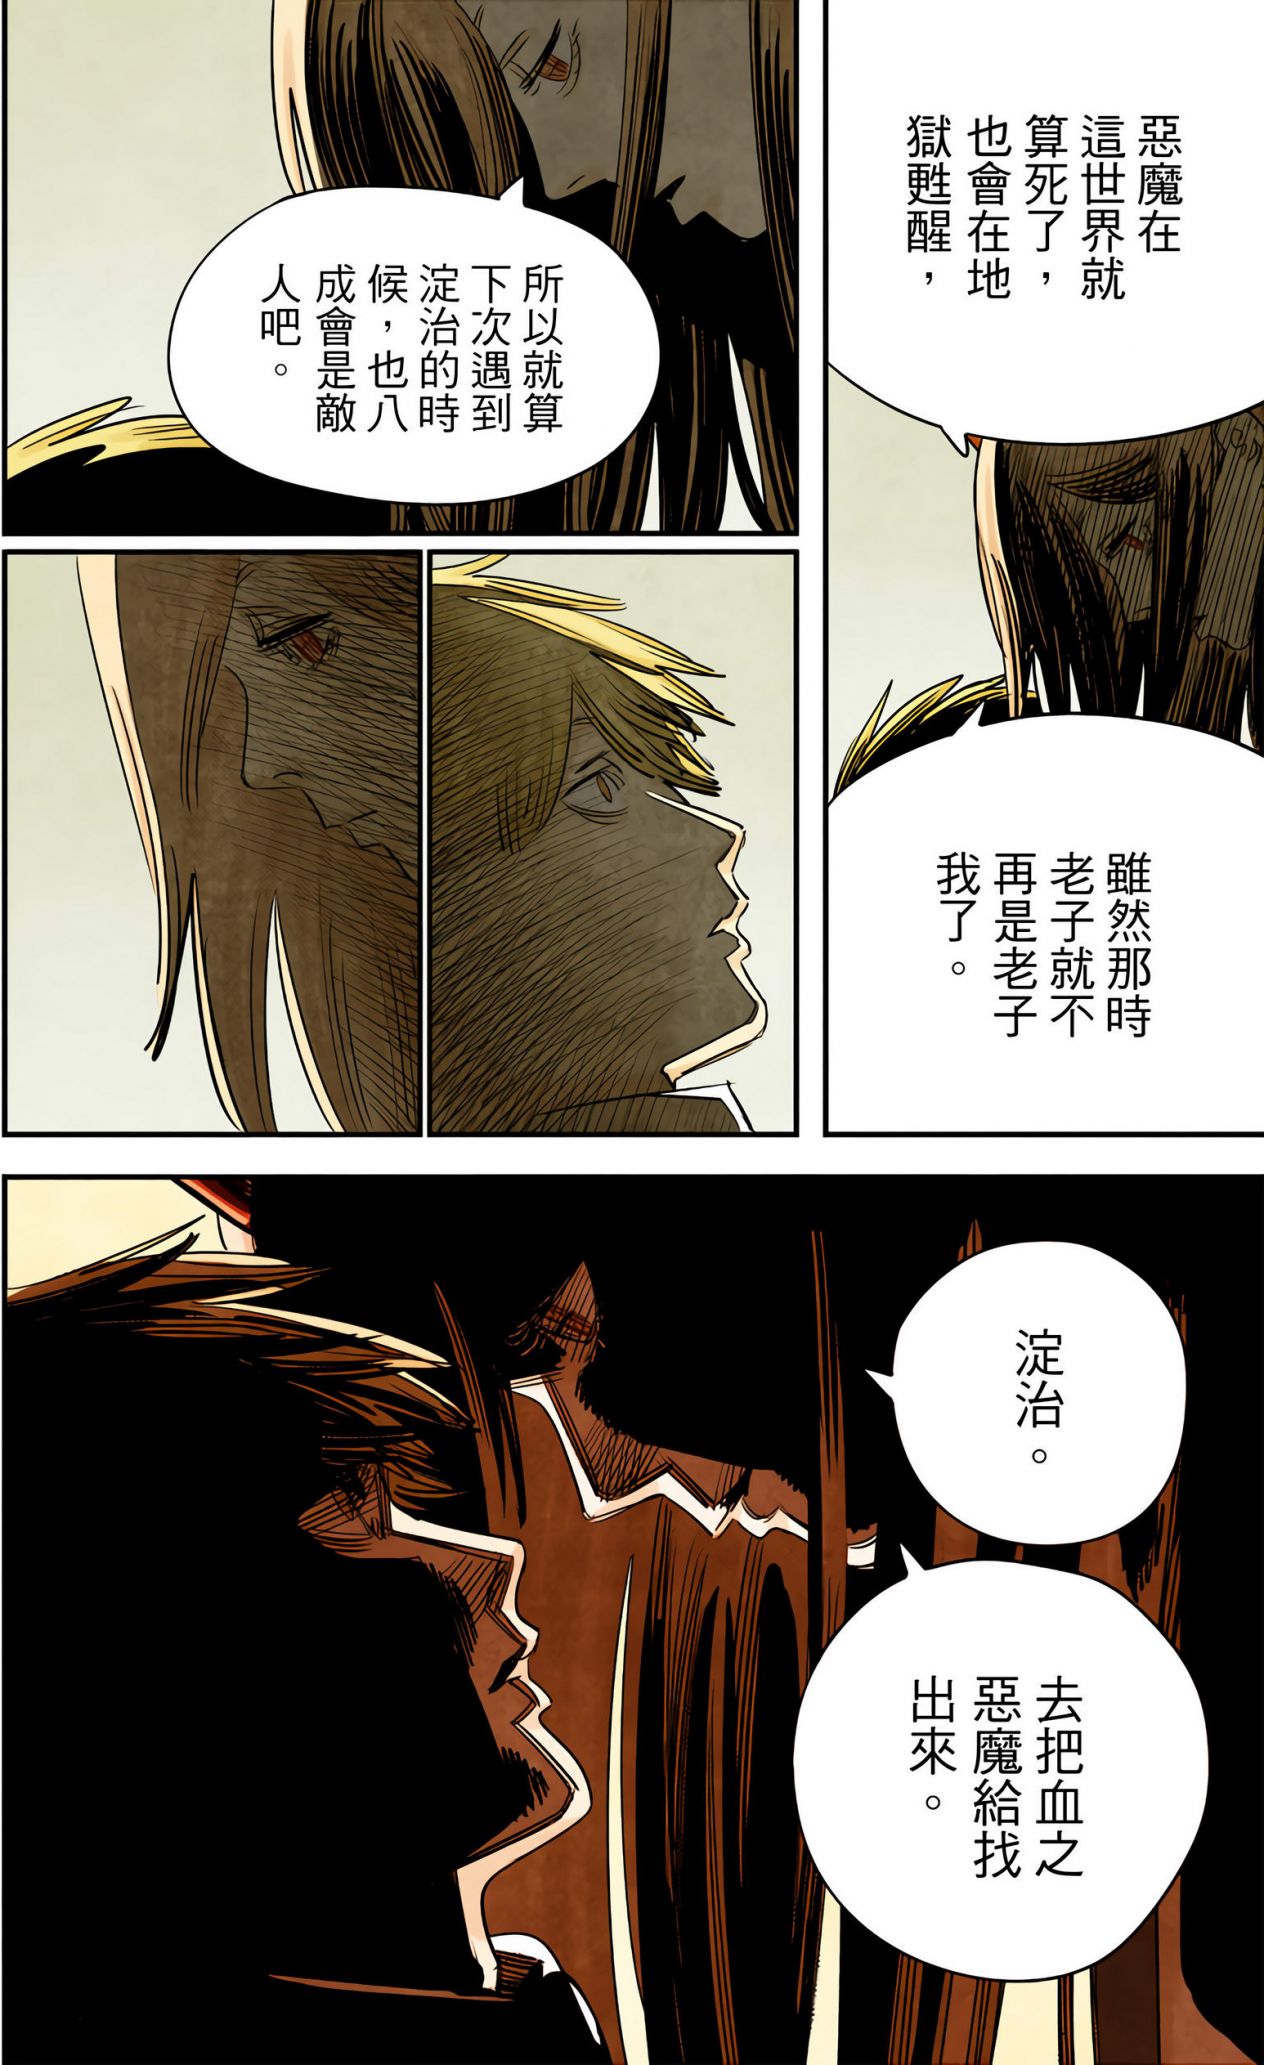 惡魔在
這世界就
算死了，
也會在地
獄甦醒，
雖然那時
老子就不
再是老子
我了。
所以就算
下次遇到
淀治的時
候，也八
成會是敵
人吧。
淀治。
去把血之
惡魔給找
出來。